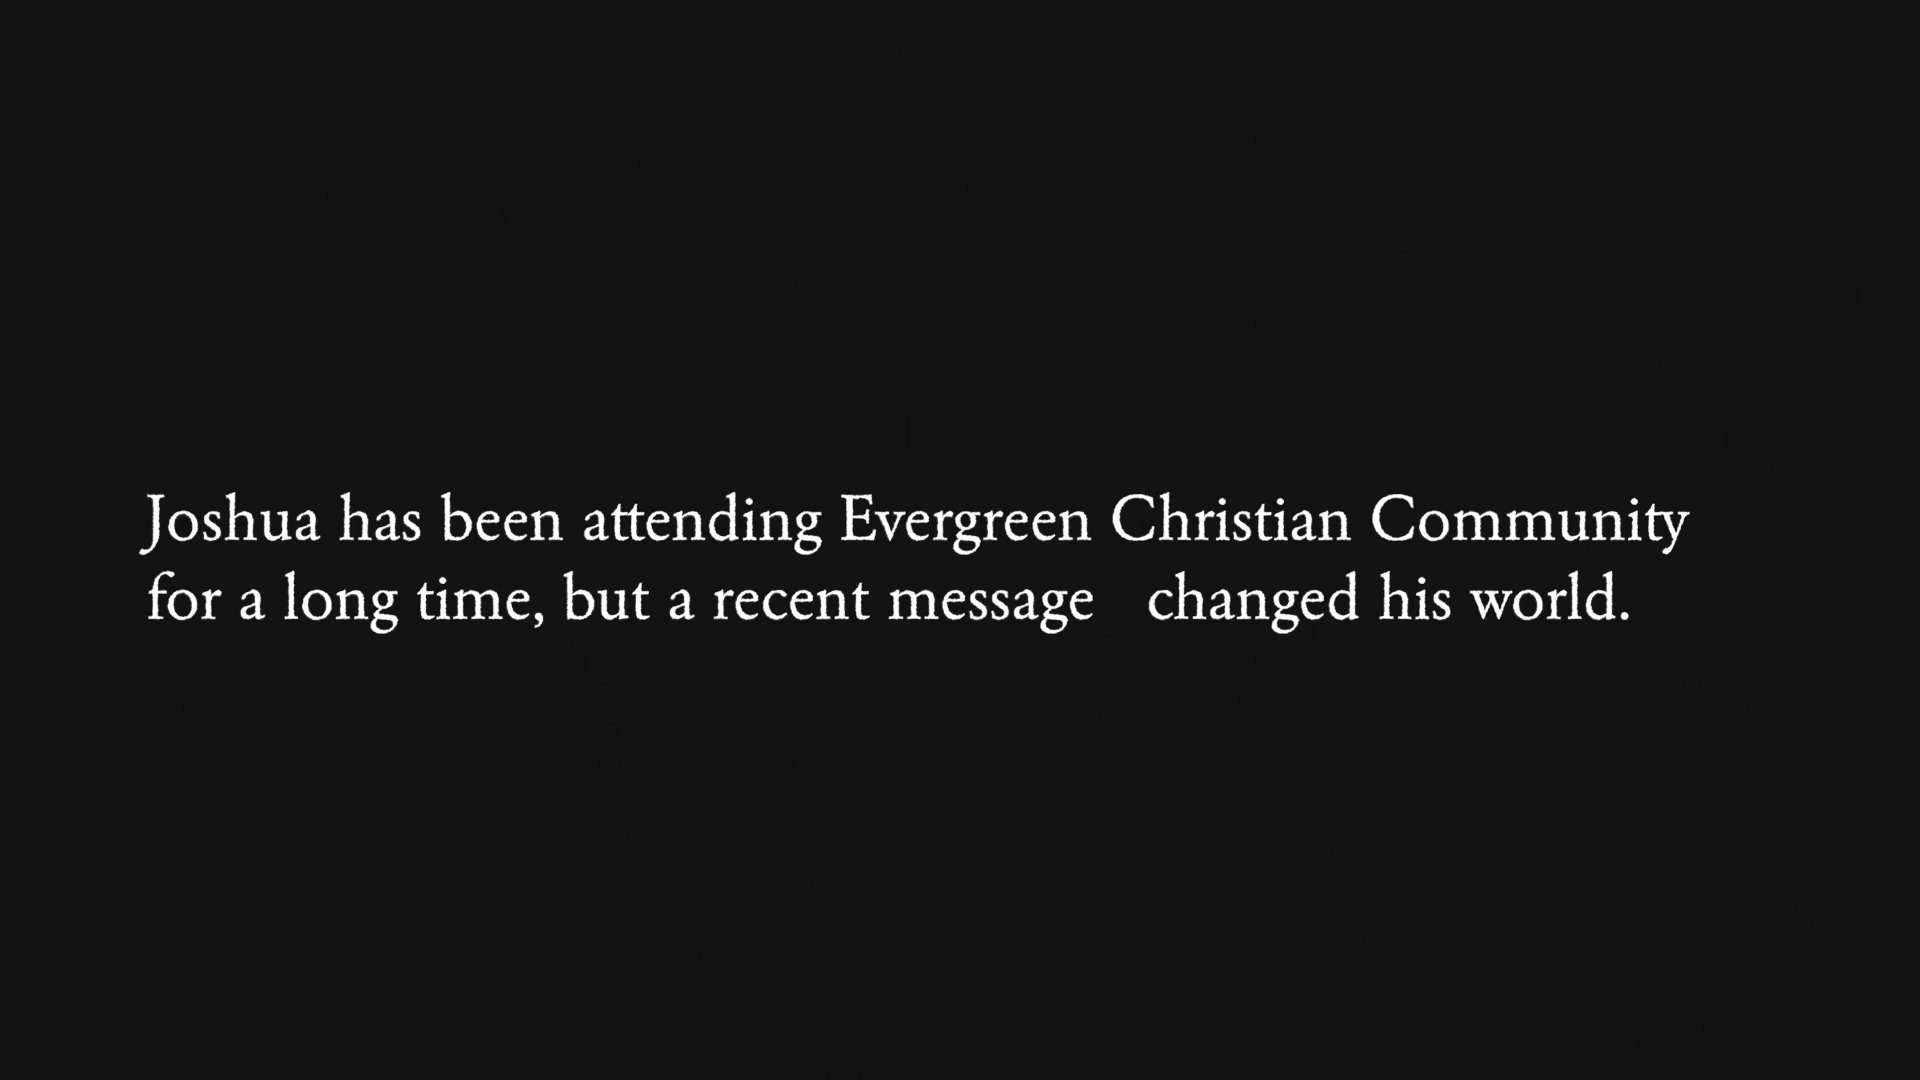 Joshua has been attending Evergreen Christian Community
for a long time, but a recent message changed his world.